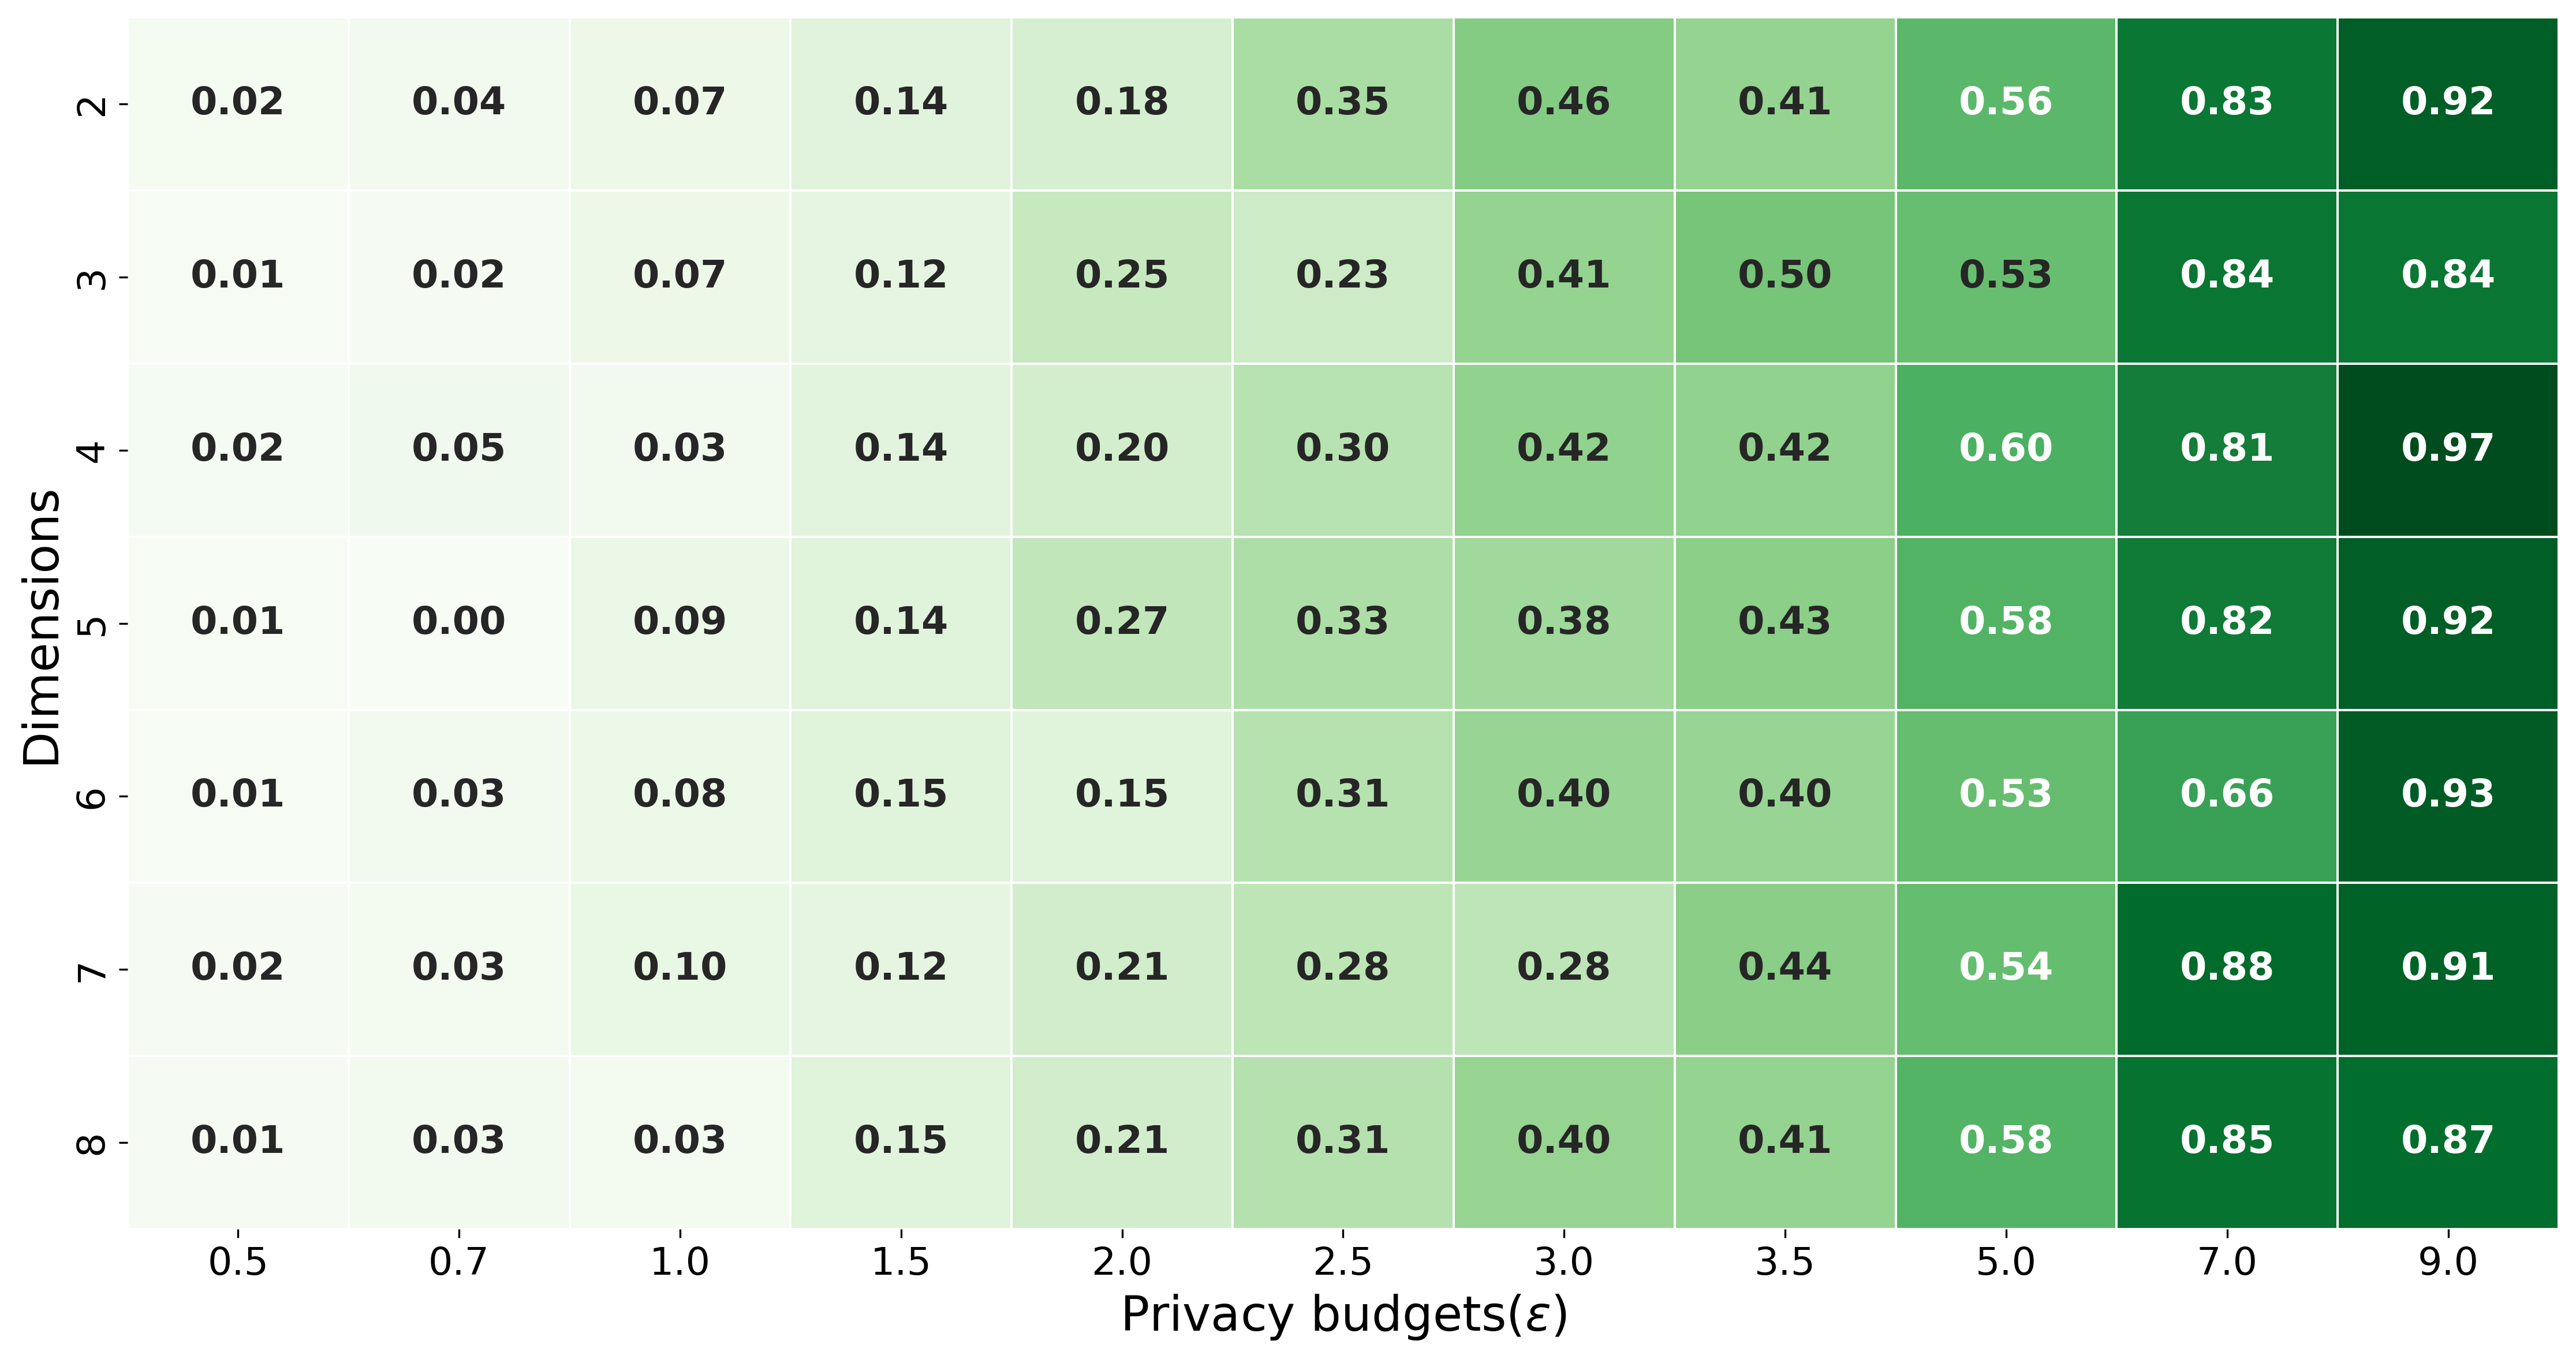 2 0.02 0.04 0.07 0.14 0.18 0.35 0.46 0.41 0.56 0.83 0.92
3 0.01 0.02 0.07 0.12 0.25 0.23 0.41 0.50 0.53 0.84 0.84
4 0.02 0.05 0.03 0.14 0.20 0.30 0.42 0.42 0.60 0.81 0.97
5 0.01 0.00 0.09 0.14 0.27 0.33 0.38 0.43 0.58 0.82 0.92
6 0.01 0.03 0.08 0.15 0.15 0.31 0.40 0.40 0.53 0.66 0.93
7 0.02 0.03 0.10 0.12 0.21 0.28 0.28 0.44 0.54 0.88 0.91
8 0.01 0.03 0.03 0.15 0.21 0.31 0.40 0.41 0.58 0.85 0.87
0.5 0.7 1.0 1.5 2.0 2.5 3.0 3.5 5.0 7.0 9.0
Privacy budgets(ε)
Dimensions